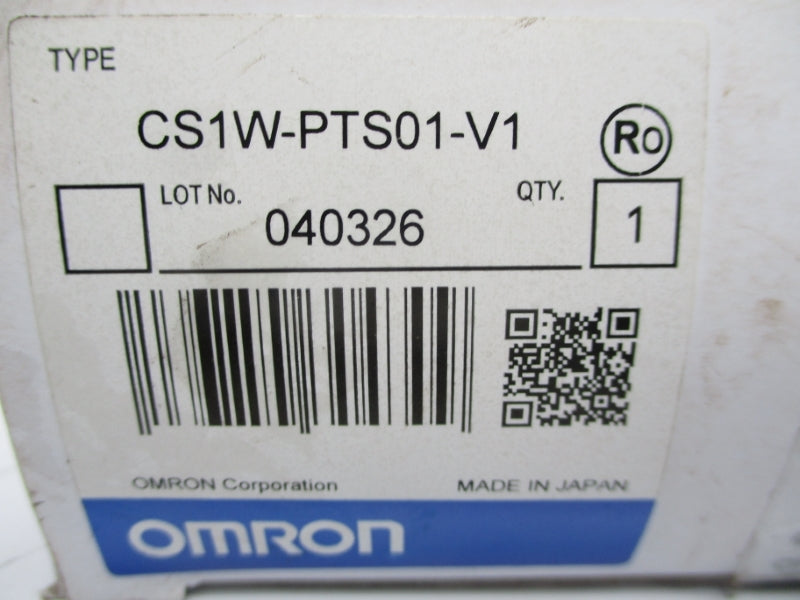 TYPE
CS1W-PTS01-V1
Ro
LOT No. QTY.
040326 1
OMRON Corporation MADE IN JAPAN
OMRON